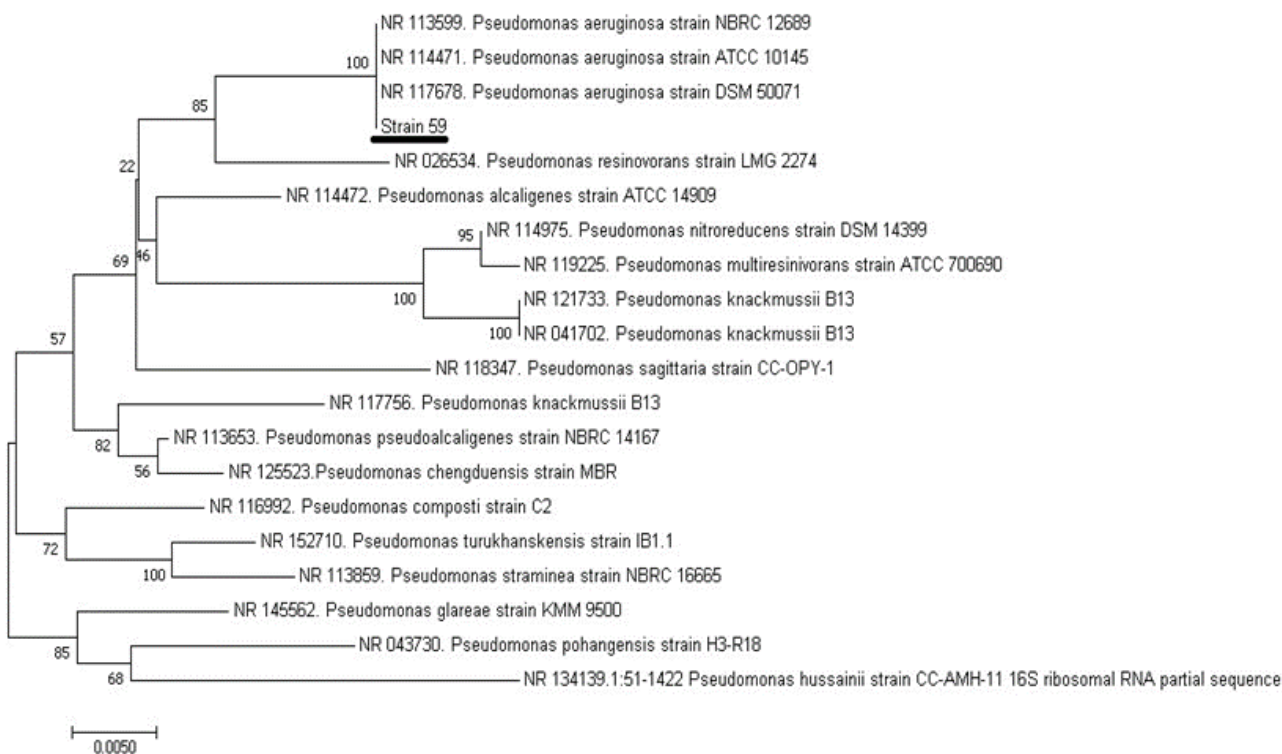 NR 113599. Pseudomonas aeruginosa strain NBRC 12689
NR 114471. Pseudomonas aeruginosa strain ATCC 10145
100
NR 117678. Pseudomonas aeruginosa strain DSM 50071
85
Strain 59
22
NR 026534. Pseudomonas resinovorans strain LMG 2274
NR 114472. Pseudomonas alcaligenes strain ATCC 14909
95
NR 114975. Pseudomonas nitroreducens strain DSM 14399
69
46
NR 119225. Pseudomonas multiresinivorans strain ATCC 700690
100
NR 121733. Pseudomonas knackmussii B13
100
NR 041702. Pseudomonas knackmussii B13
57
NR 118347. Pseudomonas sagittaria strain CC-OPY-1
NR 117756. Pseudomonas knackmussii B13
82
NR 113653. Pseudomonas pseudoalcaligenes strain NBRC 14167
56
NR 125523.Pseudomonas chengduensis strain MBR
NR 116992. Pseudomonas composti strain C2
72
NR 152710. Pseudomonas turukhanskensis strain IB1.1
100
NR 113859. Pseudomonas straminea strain NBRC 16665
NR 145562. Pseudomonas glareae strain KMM 9500
85
NR 043730. Pseudomonas pohangensis strain H3-R18
68
NR 134139.1:51-1422 Pseudomonas hussainii strain CC-AMH-11 16S ribosomal RNA partial sequence
0.0050